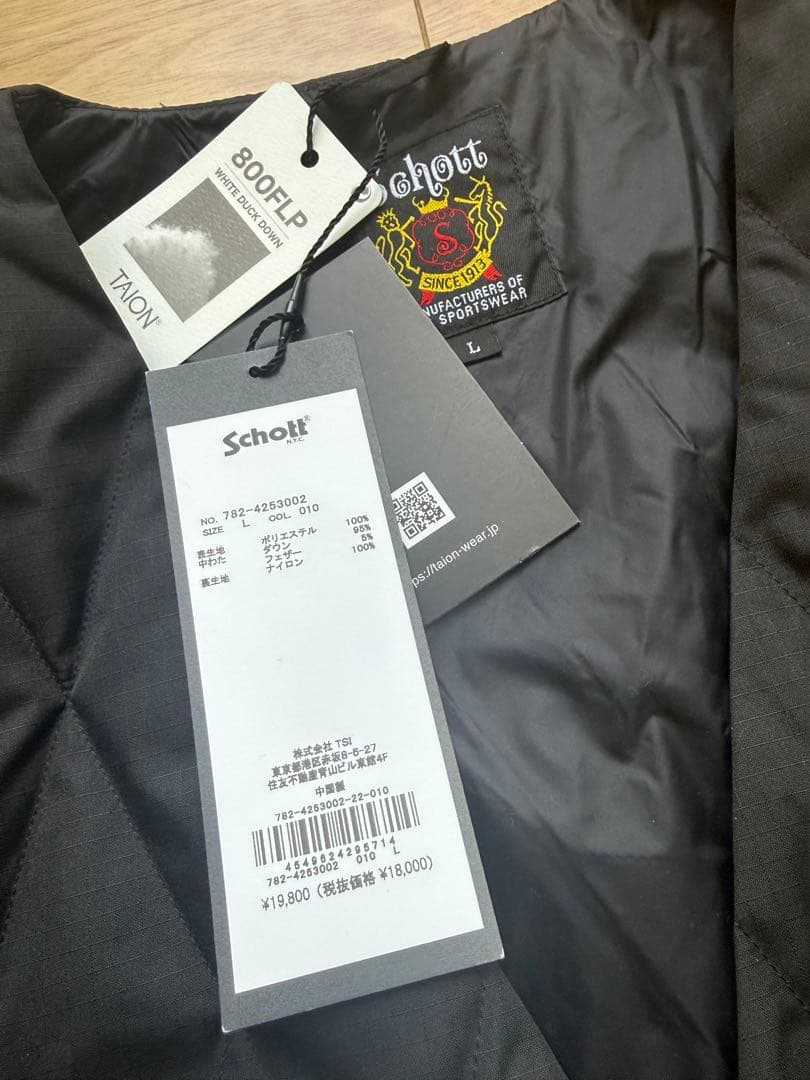 800FLP
WHITE DUCK DOWN
TAION®
Schott
S
SINCE 1913
NUFACTURERS OF
SPORTSWEAR
L
Schott®
N.Y.C.
NO. 782-4253002
SIZE L COL 010
表生地 ポリエステル 100%
中わた ダウン 95%
フェザー 5%
裏生地 ナイロン 100%
ps://taion-wear.jp
株式会社 TSI
東京都港区赤坂8-5-27
住友不動産青山ビル東館4F
中国製
782-4253002-22-010
4549624295714
782-4253002 010 L
¥19,800 (税抜価格 ¥18,000)